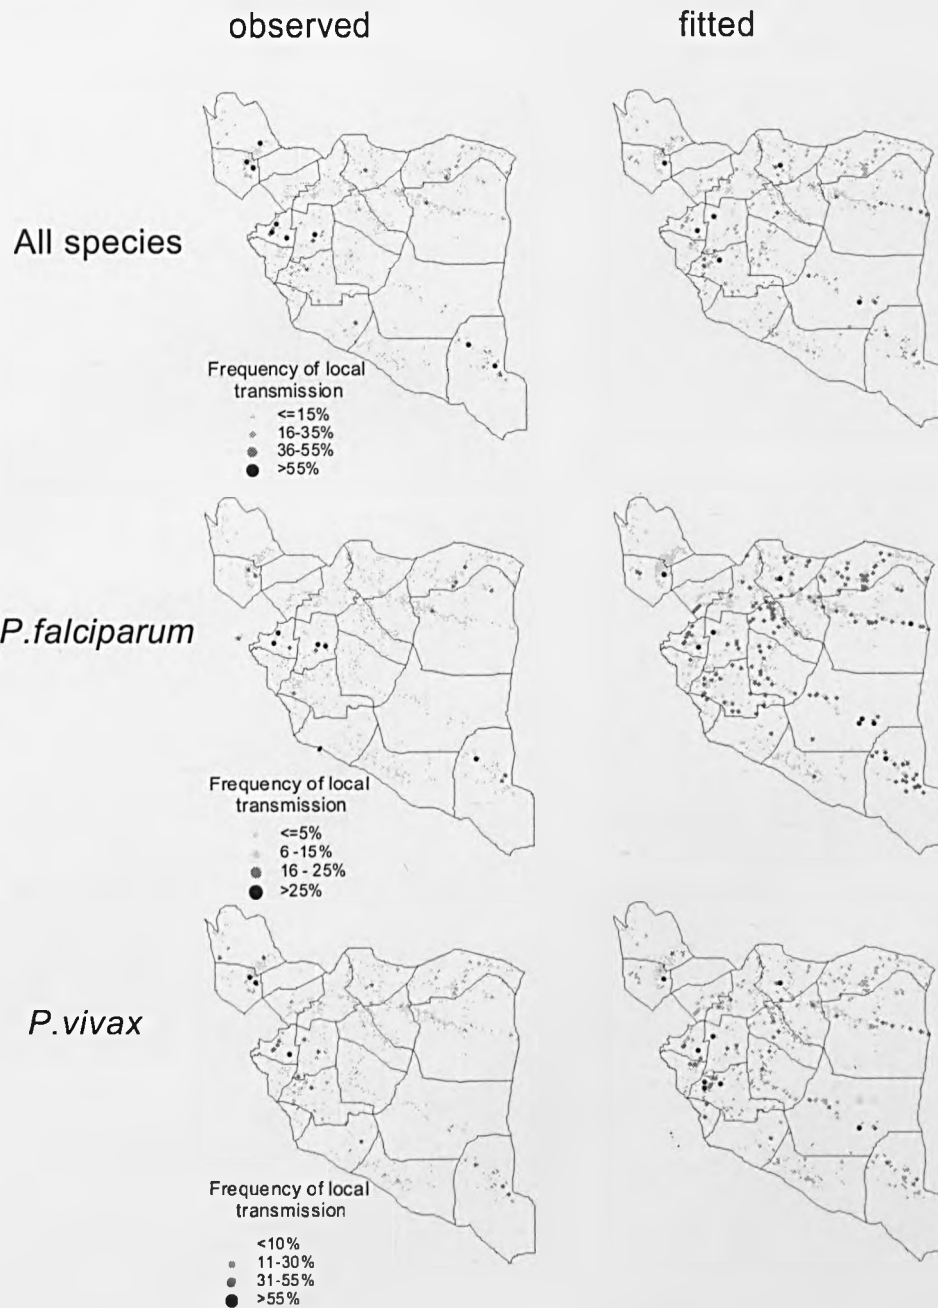 observed fitted
All species
Frequency of local
transmission
<=15%
16-35%
36-55%
>55%
P.falciparum
Frequency of local
transmission
<=5%
6 -15%
16 - 25%
>25%
P.vivax
Frequency of local
transmission
<10%
11-30%
31-55%
>55%